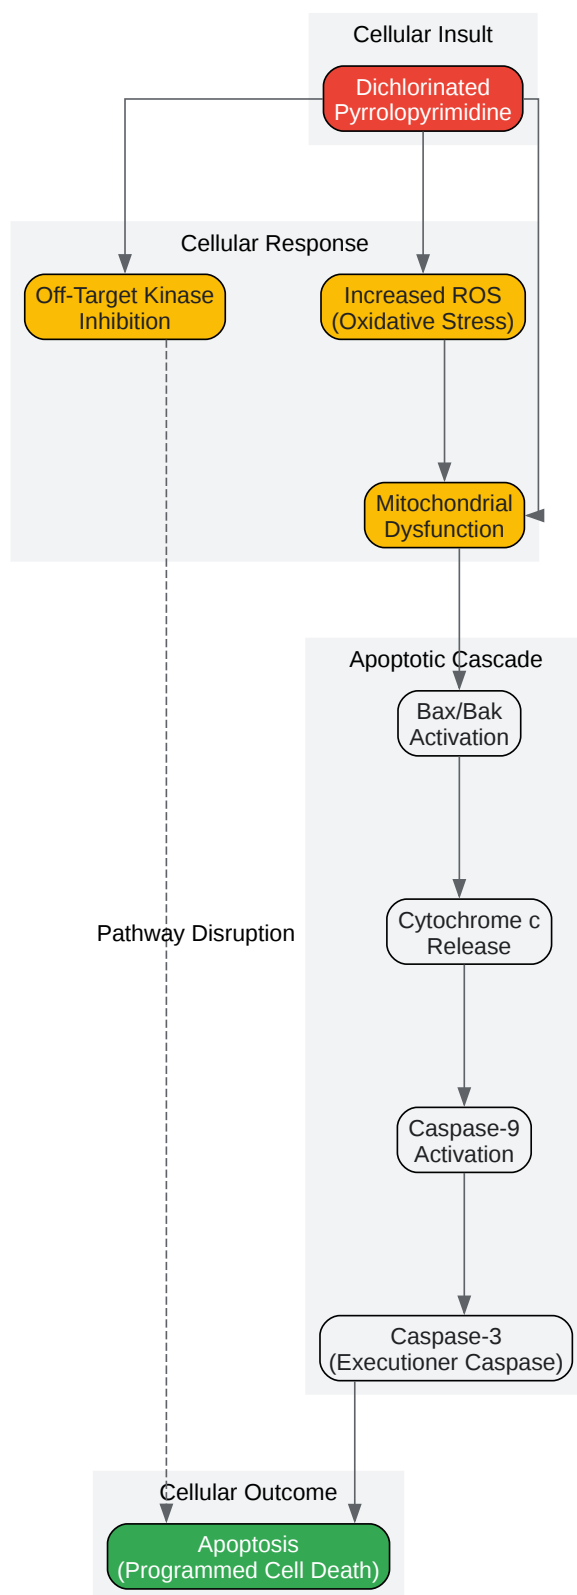 Cellular Insult
Dichlorinated
Pyrrolopyrimidine
Cellular Response
Off-Target Kinase
Inhibition
Increased ROS
(Oxidative Stress)
Mitochondrial
Dysfunction
Apoptotic Cascade
Bax/Bak
Activation
Cytochrome c
Release
Pathway Disruption
Caspase-9
Activation
Caspase-3
(Executioner Caspase)
Cellular Outcome
Apoptosis
(Programmed Cell Death)